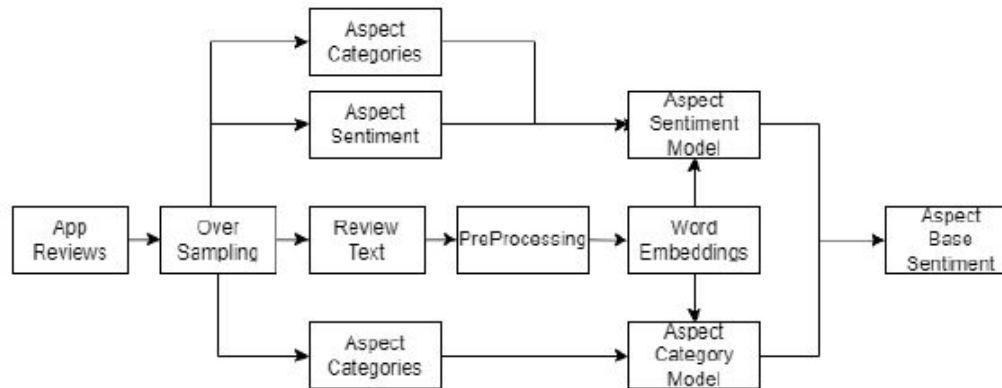 Aspect
Categories
Aspect
Sentiment
Aspect
Sentiment
Model
App
Reviews
Over
Sampling
Review
Text
PreProcessing
Word
Embeddings
Aspect
Base
Sentiment
Aspect
Categories
Aspect
Category
Model